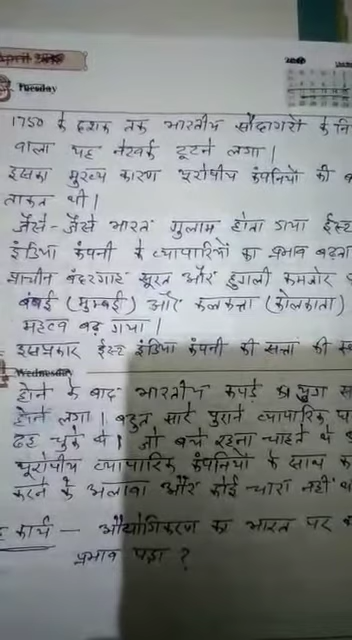 April
Tuesday
1750 के दशक तक भारतीय सौदागरों के नि
वाला यह नेटवर्क टूटने लगा।
इसका मुख्य कारण यूरोपीय कंपनियों की ब
ताकत थी।
जैसे-जैसे भारत गुलाम होता गया ईस्ट
इंडिया कंपनी के व्यापारियों का प्रभाव बढ़ता
प्राचीन बंदरगाह सूरत और हुगली कमजोर
बंबई (मुम्बई) और कलकत्ता (कोलकाता)
महत्व बढ़ गया।
इसप्रकार ईस्ट इंडिया कंपनी की सत्ता की स्थ
Wednesday
होने के बाद भारतीय कपड़े का युग स
होने लगा। बहुत सारे पुराने व्यापारिक घ
ढह चुके थे। जो बचे रहना चाहते थे
यूरोपीय व्यापारिक कंपनियों के साथ का
करने के अलावा और कोई चारा नहीं थ
ह कार्य — औद्योगिकरण का भारत पर क
प्रभाव पड़ा ?